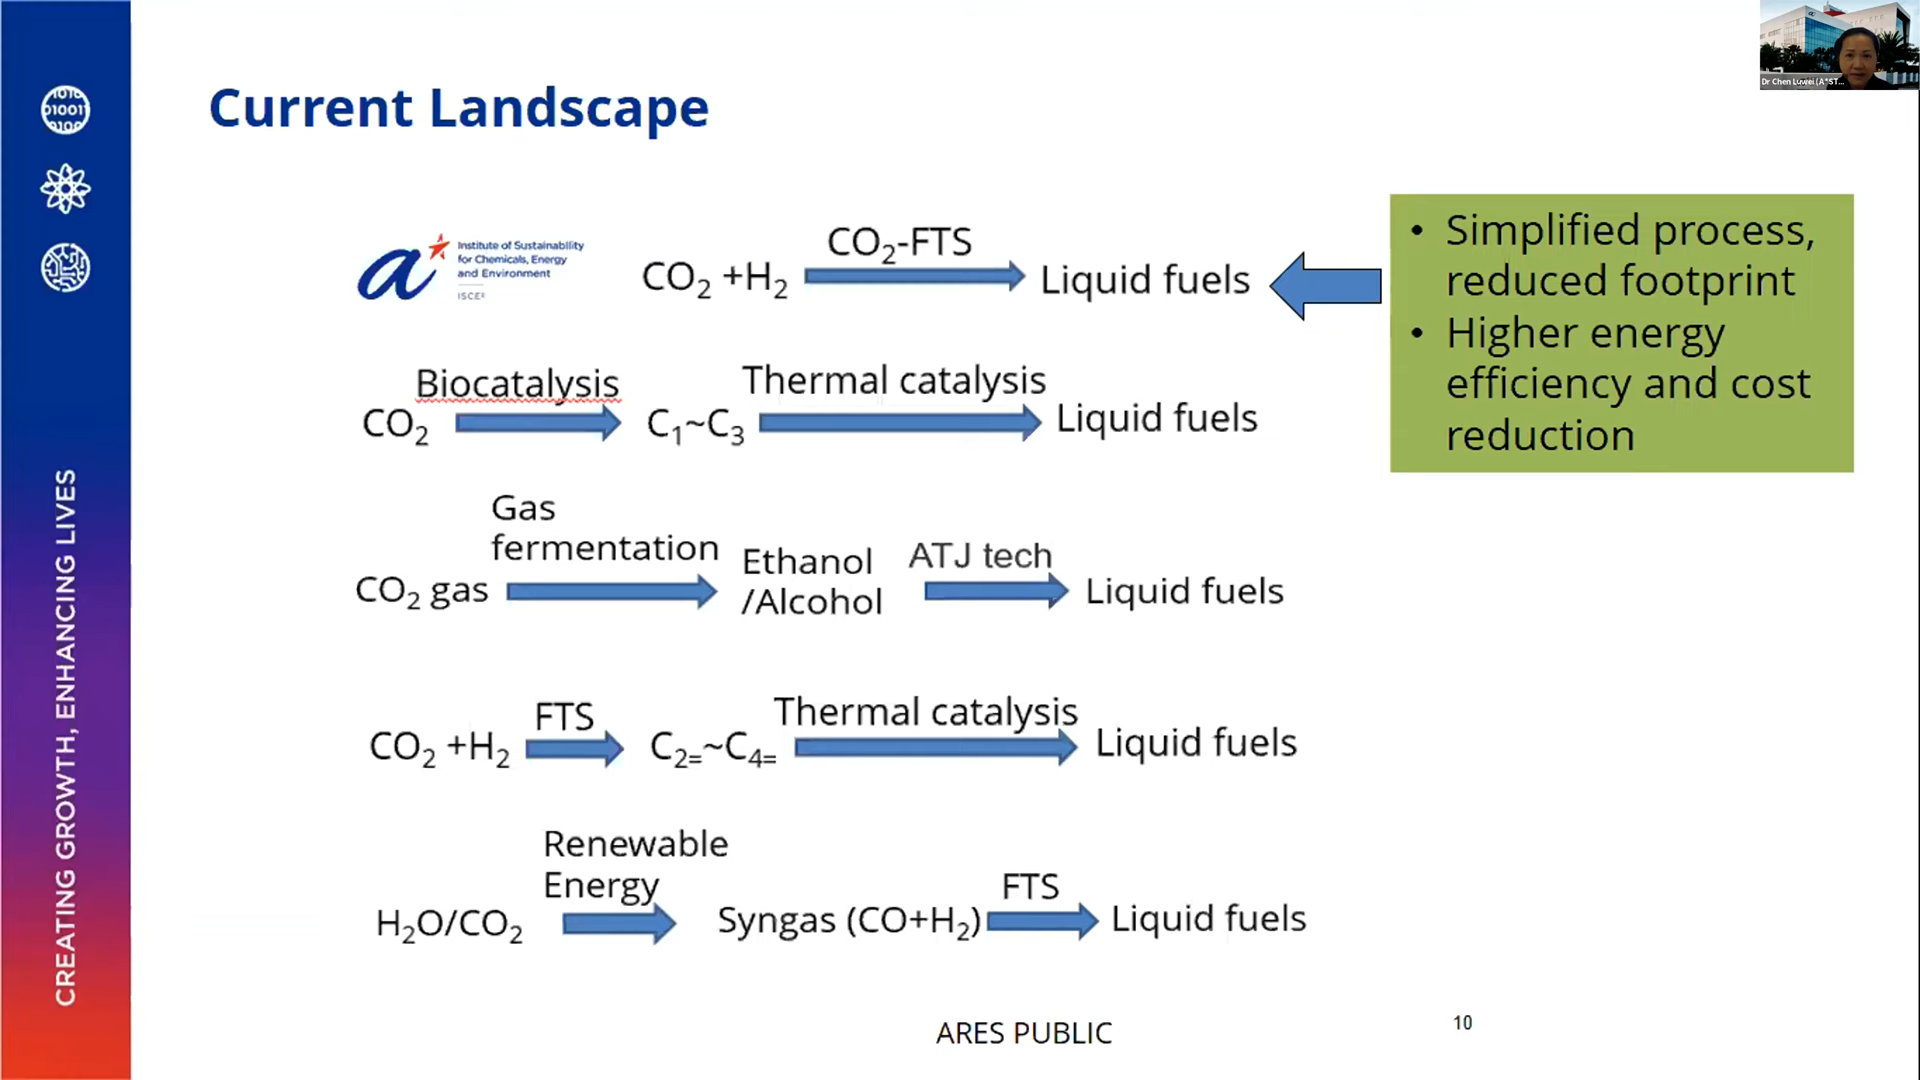 Current Landscape
Dr Chen Luwei (A*ST...
Institute of Sustainability
for Chemicals, Energy
and Environment
ISCE²
CO₂ +H₂
CO₂-FTS
Liquid fuels
• Simplified process,
reduced footprint
• Higher energy
efficiency and cost
reduction
CO₂
Biocatalysis
C₁~C₃
Thermal catalysis
Liquid fuels
CO₂ gas
Gas
fermentation
Ethanol
/Alcohol
ATJ tech
Liquid fuels
CO₂ +H₂
FTS
C₂₌~C₄₌
Thermal catalysis
Liquid fuels
H₂O/CO₂
Renewable
Energy
Syngas (CO+H₂)
FTS
Liquid fuels
CREATING GROWTH, ENHANCING LIVES
ARES PUBLIC
10